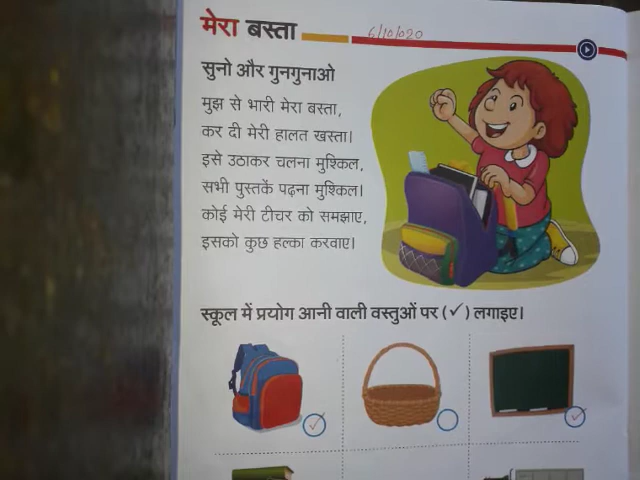 मेरा बस्ता
6/10/020
सुनो और गुनगुनाओ
मुझ से भारी मेरा बस्ता,
कर दी मेरी हालत खस्ता।
इसे उठाकर चलना मुश्किल,
सभी पुस्तकें पढ़ना मुश्किल।
कोई मेरी टीचर को समझाए,
इसको कुछ हल्का करवाए।
स्कूल में प्रयोग आनी वाली वस्तुओं पर (✓) लगाइए।